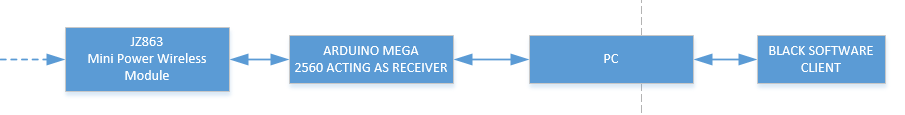 JZ863
Mini Power Wireless
Module
ARDUINO MEGA
2560 ACTING AS RECEIVER
PC
BLACK SOFTWARE
CLIENT